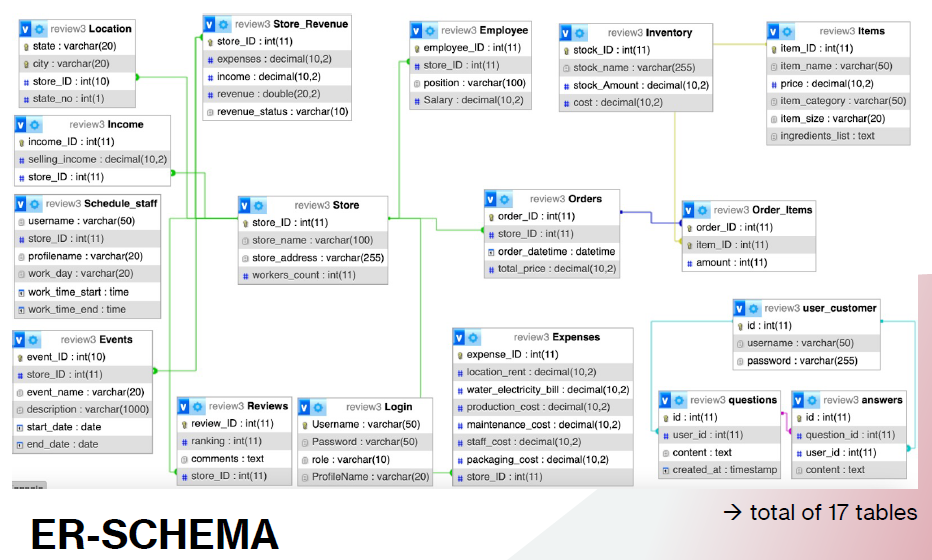 review3 Location
state : varchar(20)
city : varchar(20)
store_ID : int(10)
state_no : int(1)
review3 Store_Revenue
store_ID : int(11)
expenses : decimal(10,2)
income : decimal(10,2)
revenue : double(20,2)
revenue_status : varchar(10)
review3 Employee
employee_ID : int(11)
store_ID : int(11)
position : varchar(100)
Salary : decimal(10,2)
review3 Inventory
stock_ID : int(11)
stock_name : varchar(255)
stock_Amount : decimal(10,2)
cost : decimal(10,2)
review3 Items
item_ID : int(11)
item_name : varchar(50)
price : decimal(10,2)
item_category : varchar(50)
item_size : varchar(20)
ingredients_list : text
review3 Income
income_ID : int(11)
selling_income : decimal(10,2)
store_ID : int(11)
review3 Schedule_staff
username : varchar(50)
store_ID : int(11)
profilename : varchar(20)
work_day : varchar(20)
work_time_start : time
work_time_end : time
review3 Store
store_ID : int(11)
store_name : varchar(100)
store_address : varchar(255)
workers_count : int(11)
review3 Orders
order_ID : int(11)
store_ID : int(11)
order_datetime : datetime
total_price : decimal(10,2)
review3 Order_Items
order_ID : int(11)
item_ID : int(11)
amount : int(11)
review3 Events
event_ID : int(10)
store_ID : int(11)
event_name : varchar(20)
description : varchar(1000)
start_date : date
end_date : date
review3 Reviews
review_ID : int(11)
ranking : int(11)
comments : text
store_ID : int(11)
review3 Login
Username : varchar(50)
Password : varchar(50)
role : varchar(10)
ProfileName : varchar(20)
review3 Expenses
expense_ID : int(11)
location_rent : decimal(10,2)
water_electricity_bill : decimal(10,2)
production_cost : decimal(10,2)
maintenance_cost : decimal(10,2)
staff_cost : decimal(10,2)
packaging_cost : decimal(10,2)
store_ID : int(11)
review3 user_customer
id : int(11)
username : varchar(50)
password : varchar(255)
review3 questions
id : int(11)
user_id : int(11)
content : text
created_at : timestamp
review3 answers
id : int(11)
question_id : int(11)
user_id : int(11)
content : text
ER-SCHEMA
→ total of 17 tables